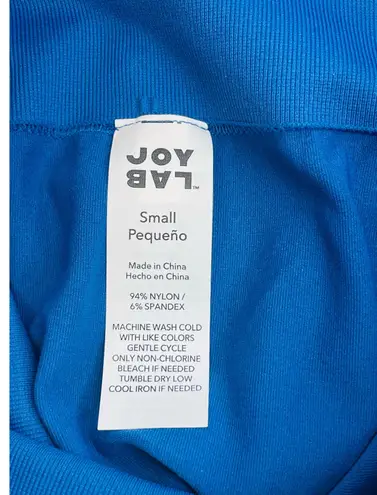 JOY
LAB™
Small
Pequeño
Made in China
Hecho en China
94% NYLON /
6% SPANDEX
MACHINE WASH COLD
WITH LIKE COLORS
GENTLE CYCLE
ONLY NON-CHLORINE
BLEACH IF NEEDED
TUMBLE DRY LOW
COOL IRON IF NEEDED